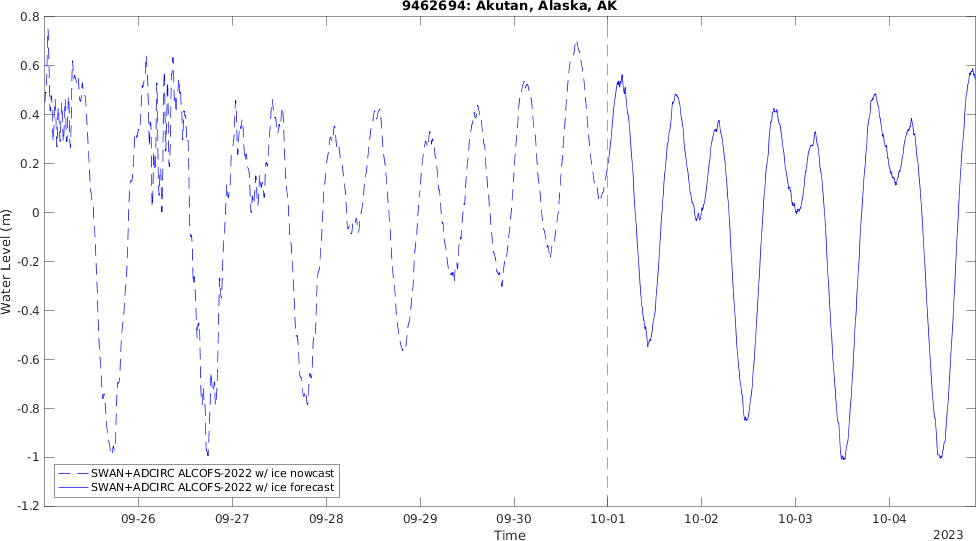 9462694: Akutan, Alaska, AK
0.8
0.6
0.4
0.2
0
-0.2
-0.4
-0.6
-0.8
-1
-1.2
Water Level (m)
SWAN+ADCIRC ALCOFS-2022 w/ ice nowcast
SWAN+ADCIRC ALCOFS-2022 w/ ice forecast
09-26 09-27 09-28 09-29 09-30 10-01 10-02 10-03 10-04
Time
2023